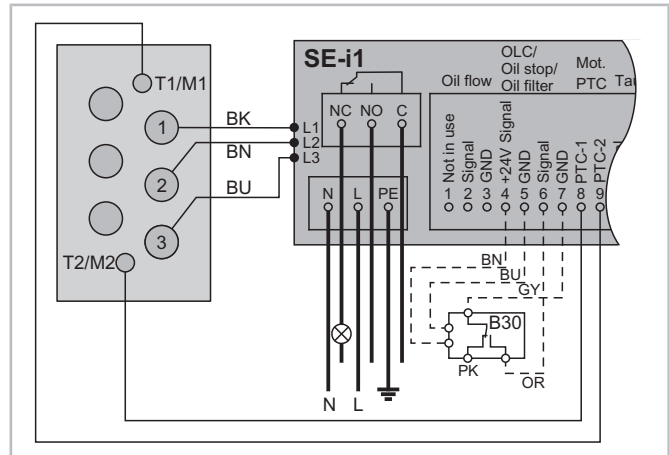 T1/M1
1
2
3
T2/M2
BK
BN
BU
L1
L2
L3
SE-i1
NC NO C
N L PE
Oil flow
OLC/
Oil stop/
Oil filter
Mot.
PTC
Not in use
Signal
GND
+24V Signal
GND
Signal
GND
PTC-1
PTC-2
1 2 3 4 5 6 7 8 9
BN
BU
GY
B30
PK
OR
N L